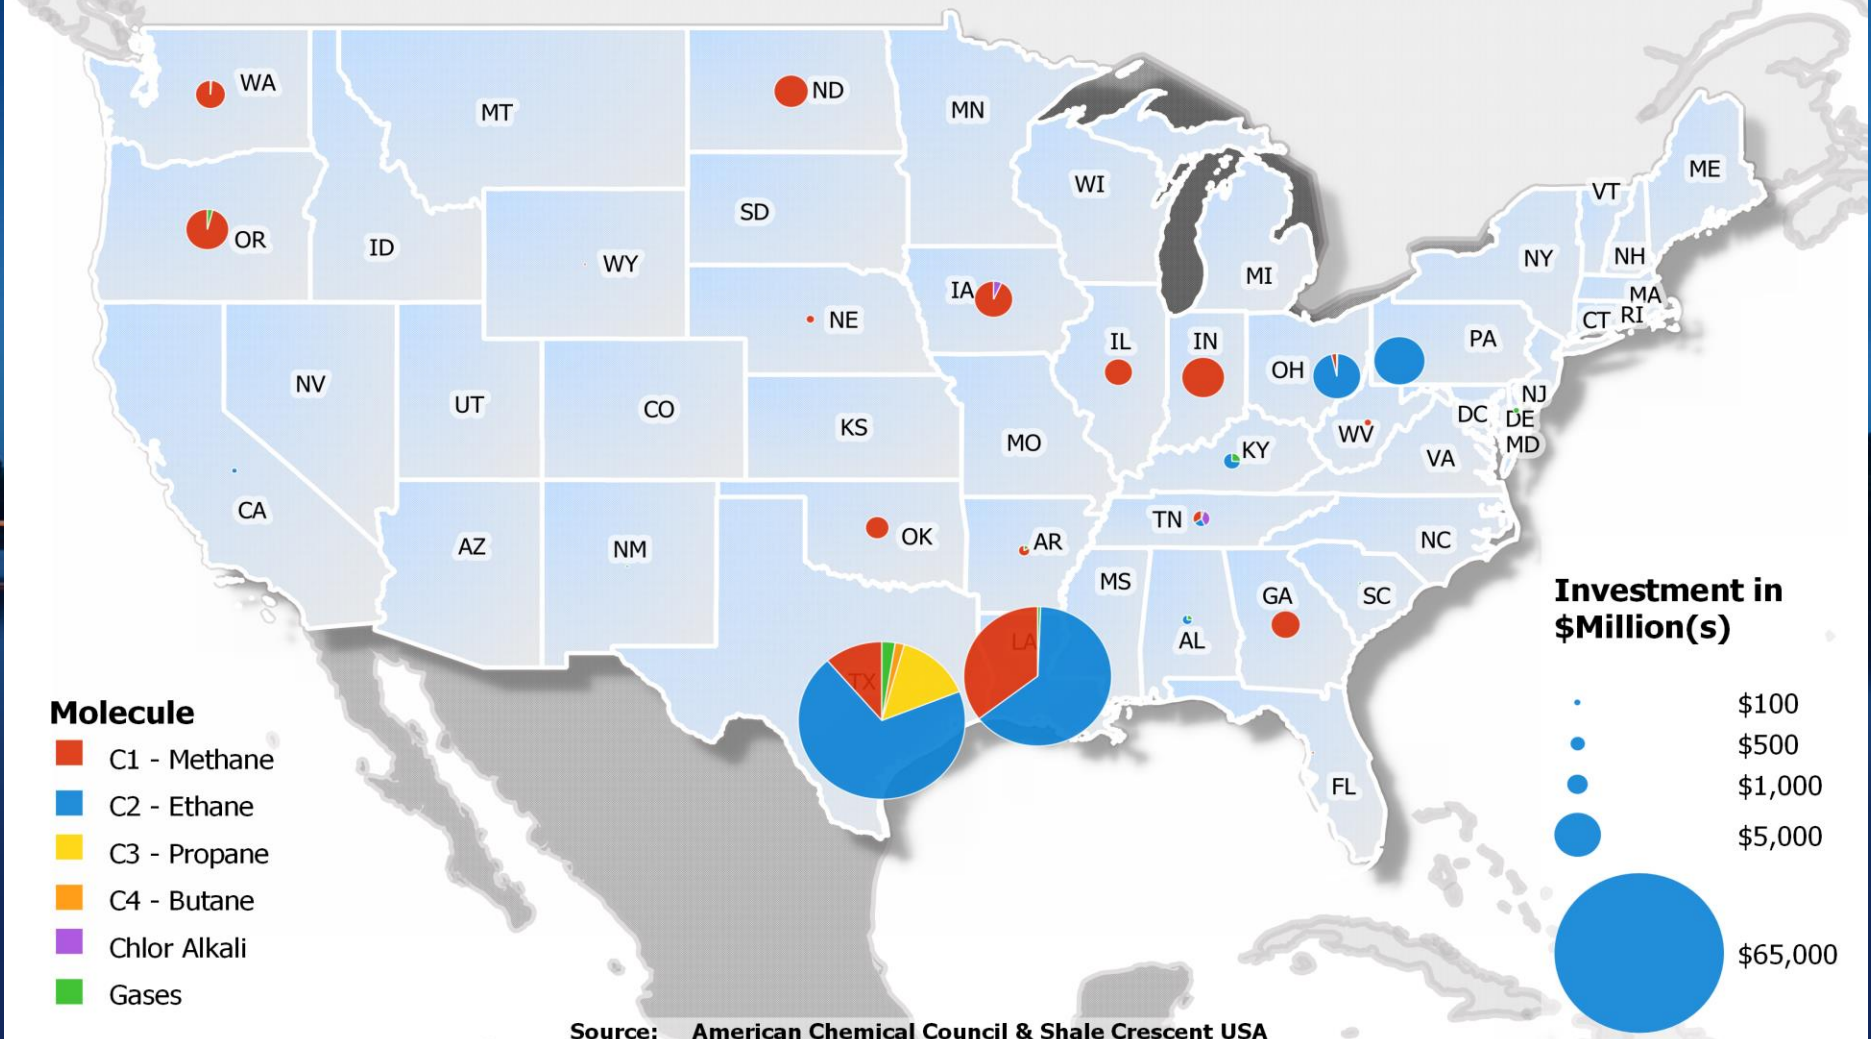 WA
MT
ND
MN
WI
ME
VT
OR
ID
SD
WY
NY
NH
MI
IA
MA
NE
CT
RI
IL
IN
PA
OH
NV
UT
CO
KS
MO
NJ
DC
DE
WV
MD
KY
VA
CA
TN
AZ
NM
OK
AR
NC
MS
GA
SC
AL
LA
TX
FL
Investment in
$Million(s)
$100
$500
$1,000
$5,000
$65,000
Molecule
C1 - Methane
C2 - Ethane
C3 - Propane
C4 - Butane
Chlor Alkali
Gases
Source: American Chemical Council & Shale Crescent USA